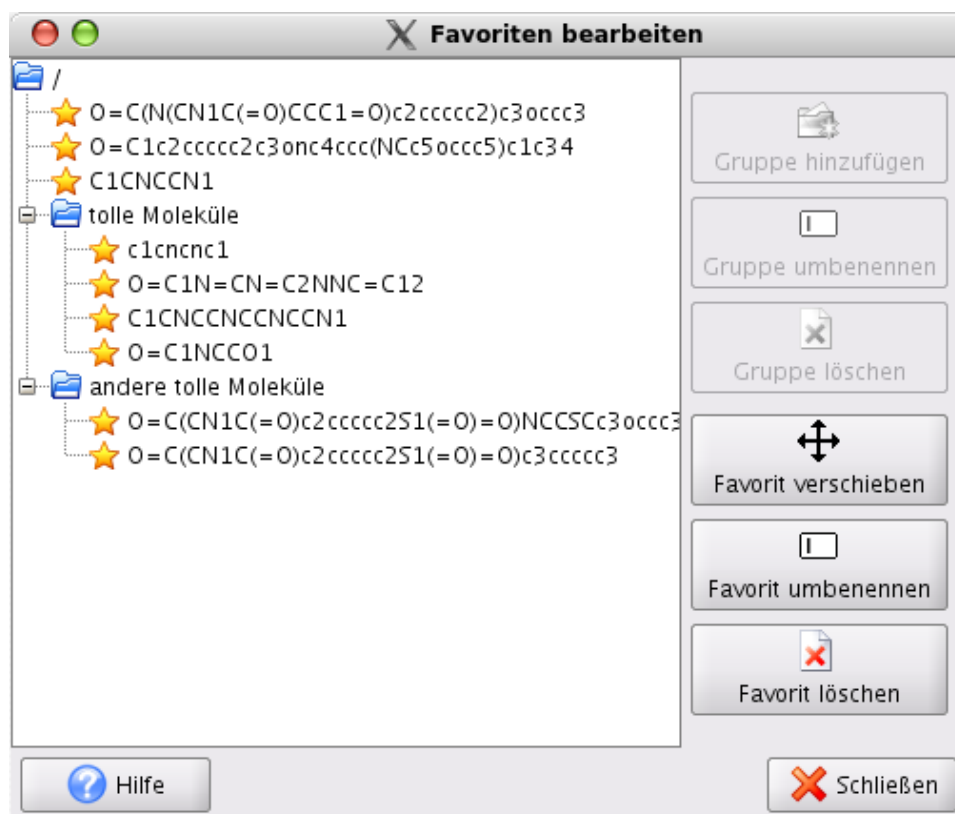 Favoriten bearbeiten
/
O=C(N(CN1C(=O)CCC1=O)c2ccccc2)c3occc3
O=C1c2ccccc2c3onc4ccc(NCc5occc5)c1c34
C1CNCCN1
tolle Moleküle
c1cncnc1
O=C1N=CN=C2NNC=C12
C1CNCCNCCNCCN1
O=C1NCCO1
andere tolle Moleküle
O=C(CN1C(=O)c2ccccc2S1(=O)=O)NCCSCc3occc3
O=C(CN1C(=O)c2ccccc2S1(=O)=O)c3ccccc3
Gruppe hinzufügen
Gruppe umbenennen
Gruppe löschen
Favorit verschieben
Favorit umbenennen
Favorit löschen
Hilfe
Schließen